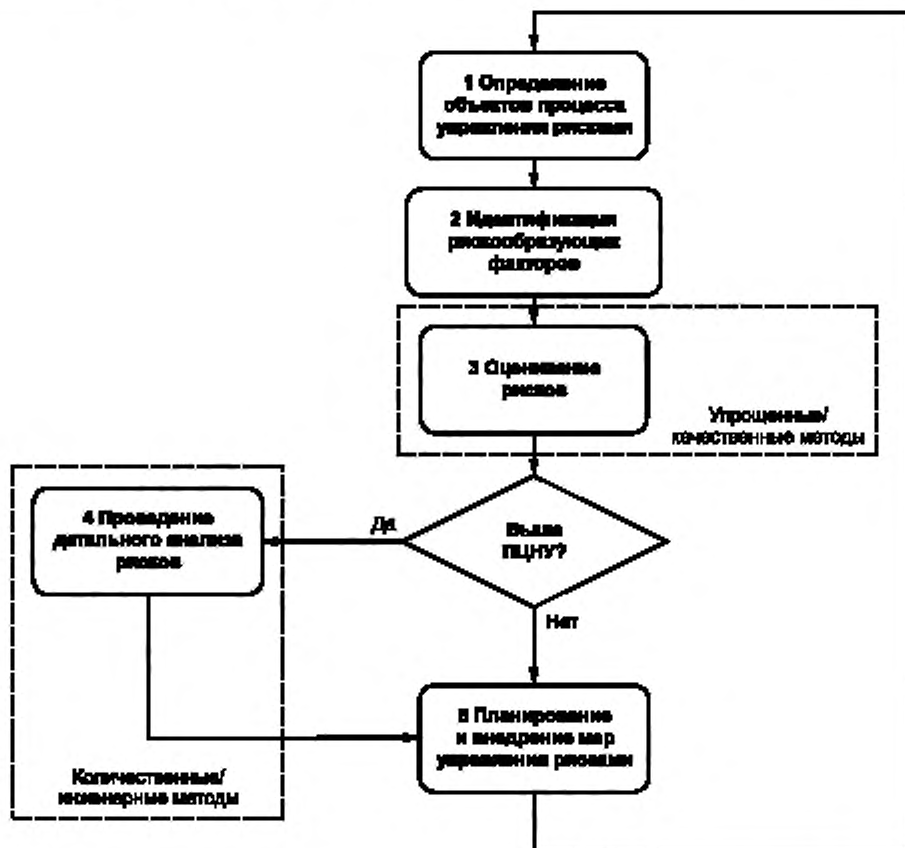 1 Определение
объектов процесса
управления рисками
2 Идентификация
рискообразующих
факторов
3 Оценивание
рисков
Упрощенные/
качественные методы
4 Проведение
детального анализа
рисков
Да
Выше
ПЦНУ?
Нет
5 Планирование
и внедрение мер
управления рисками
Количественные/
инженерные методы